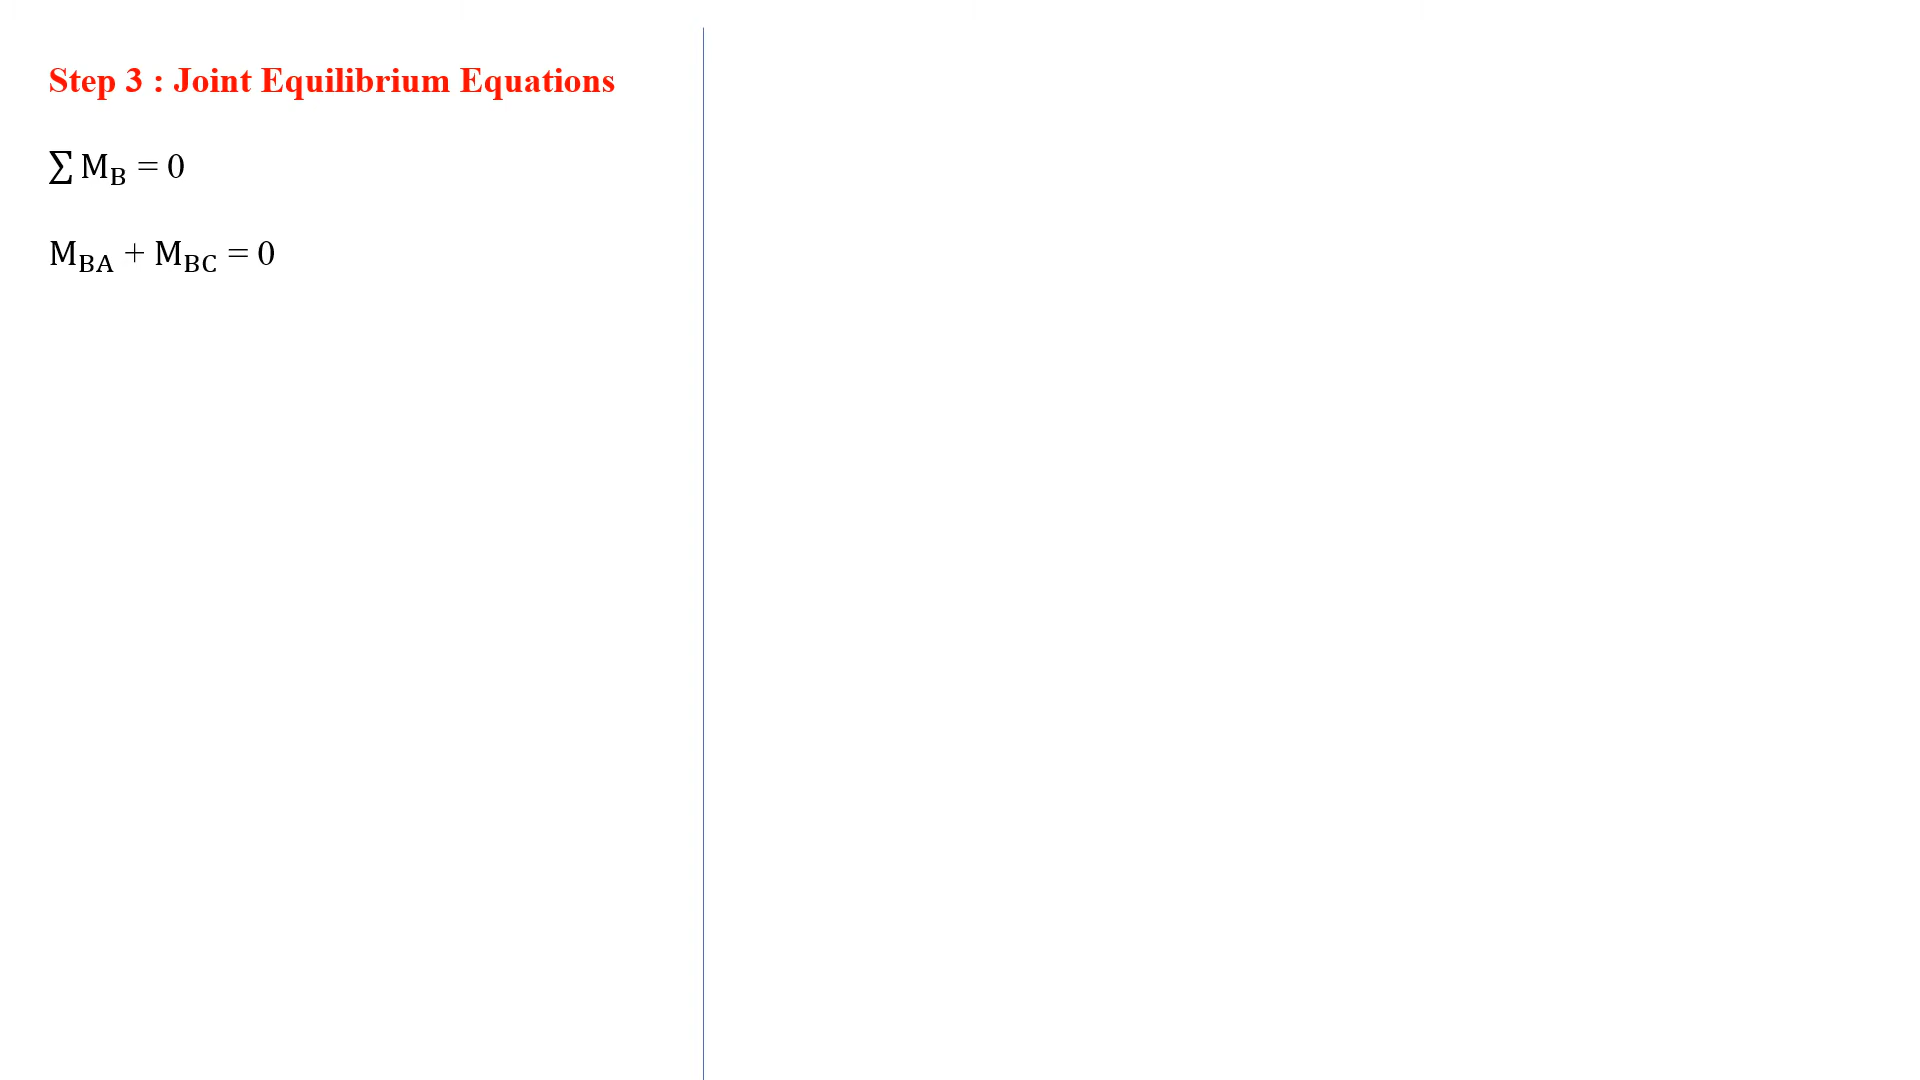 Step 3 : Joint Equilibrium Equations
∑ M_B = 0
M_BA + M_BC = 0